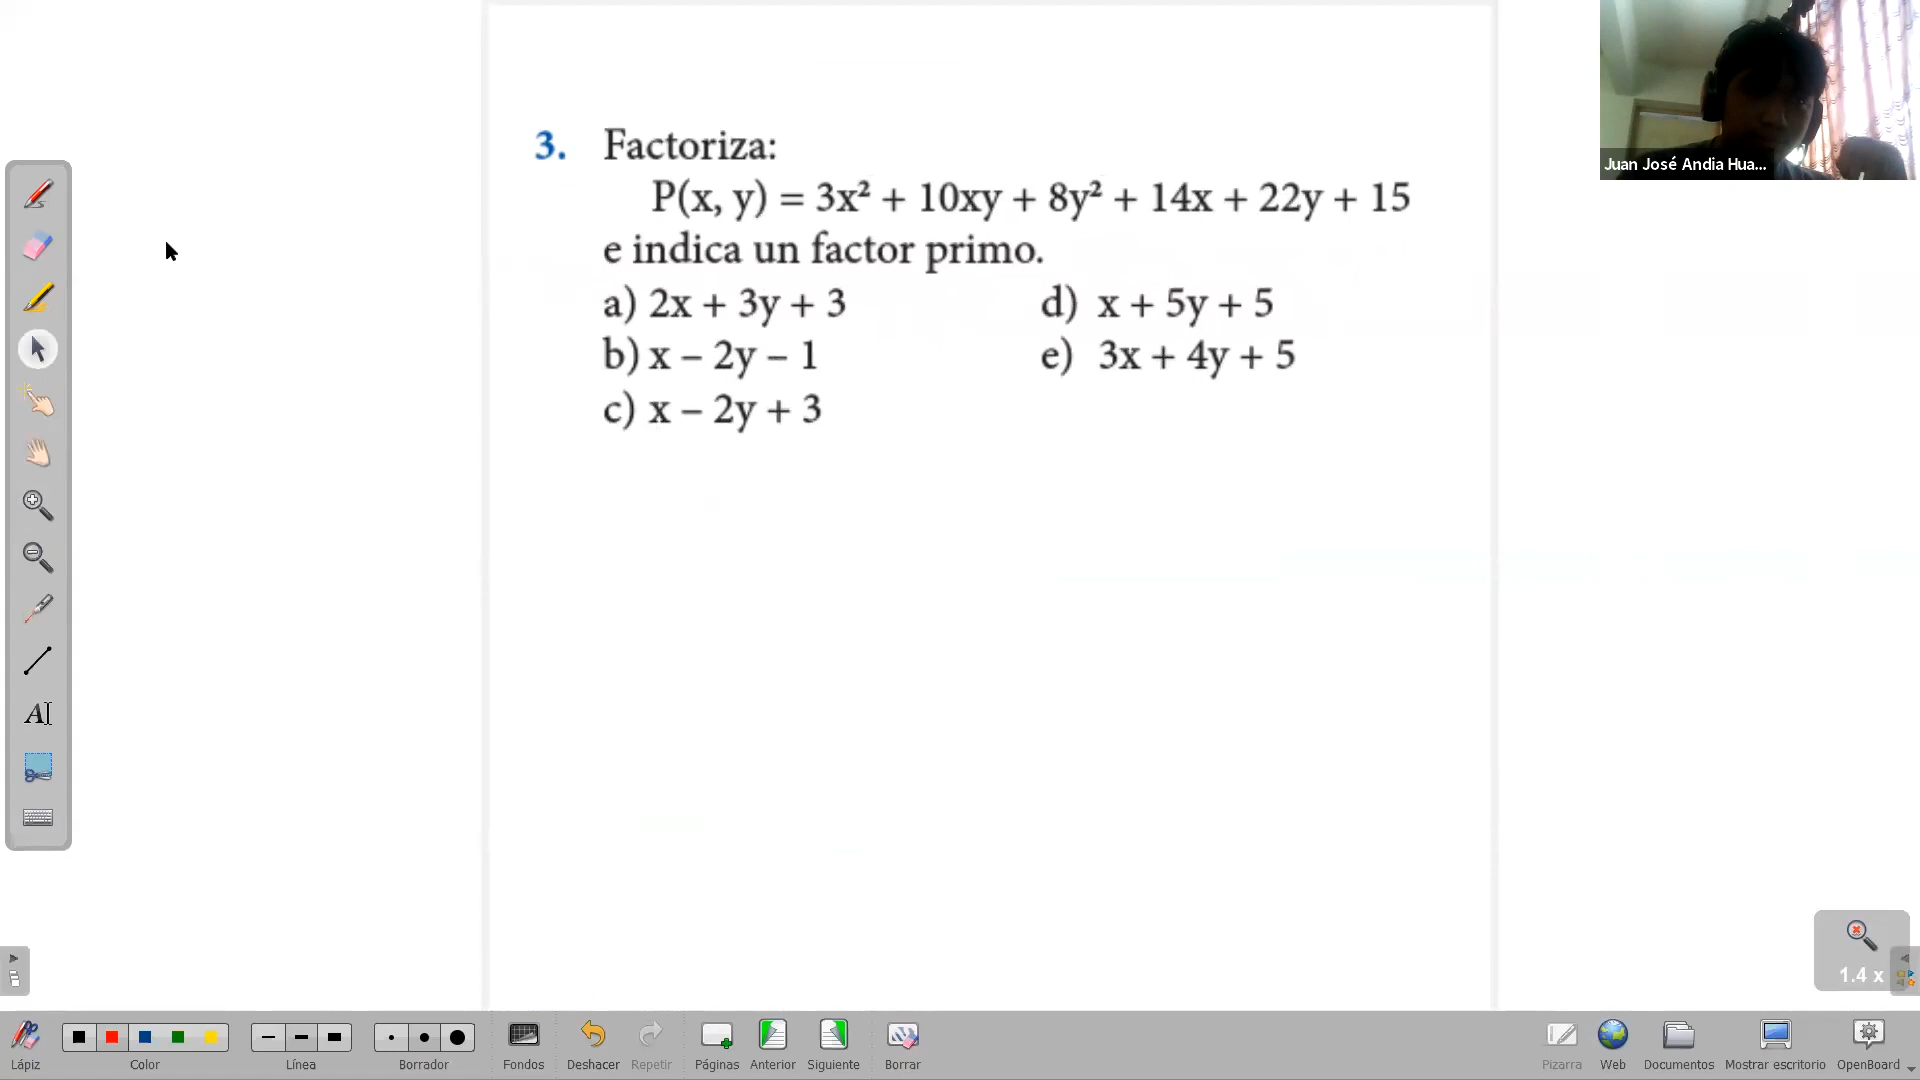 Juan José Andia Hua...
3. Factoriza:
P(x, y) = 3x² + 10xy + 8y² + 14x + 22y + 15
e indica un factor primo.
a) 2x + 3y + 3
d) x + 5y + 5
b) x – 2y – 1
e) 3x + 4y + 5
c) x – 2y + 3
1.4 x
Lápiz
Color
Línea
Borrador
Fondos
Deshacer
Repetir
Páginas
Anterior
Siguiente
Borrar
Pizarra
Web
Documentos
Mostrar escritorio
OpenBoard